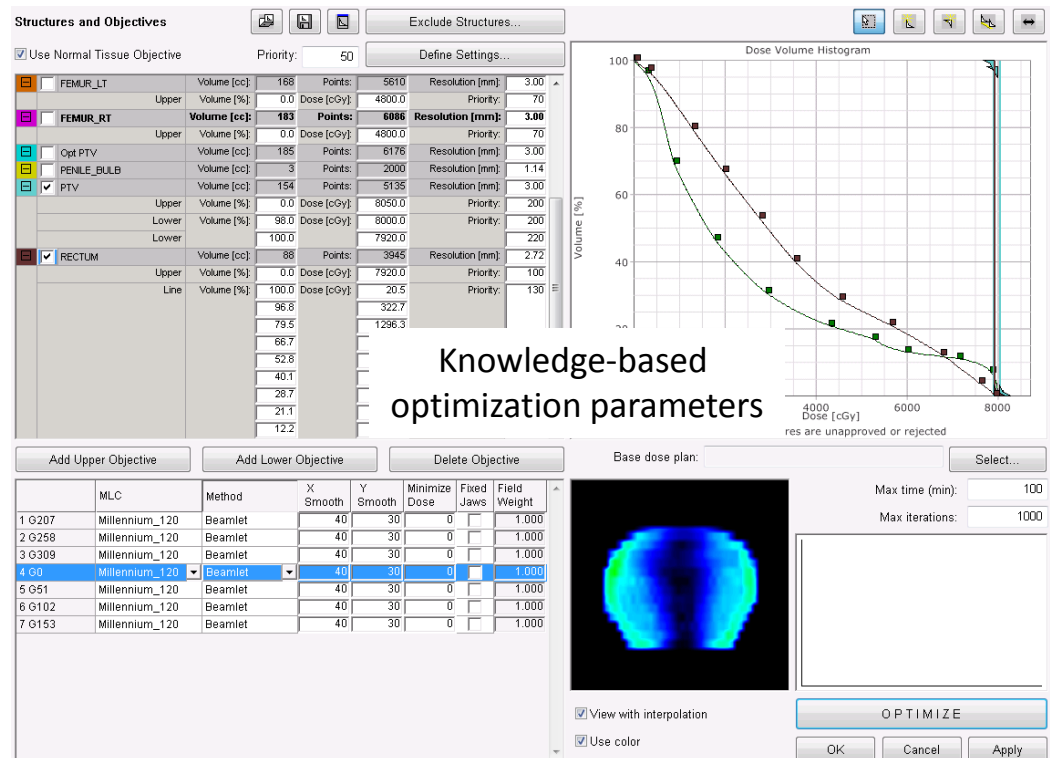 Structures and Objectives
Exclude Structures...
Use Normal Tissue Objective Priority: 50 Define Settings...
FEMUR_LT Volume [cc]: 168 Points: 5610 Resolution [mm]: 3.00
Upper Volume [%]: 0.0 Dose [cGy]: 4800.0 Priority: 70
FEMUR_RT Volume [cc]: 183 Points: 6086 Resolution [mm]: 3.00
Upper Volume [%]: 0.0 Dose [cGy]: 4800.0 Priority: 70
Opt PTV Volume [cc]: 185 Points: 6176 Resolution [mm]: 3.00
PENILE_BULB Volume [cc]: 3 Points: 2000 Resolution [mm]: 1.14
PTV Volume [cc]: 154 Points: 5135 Resolution [mm]: 3.00
Upper Volume [%]: 0.0 Dose [cGy]: 8050.0 Priority: 200
Lower Volume [%]: 98.0 Dose [cGy]: 8000.0 Priority: 200
Lower 100.0 7920.0 220
RECTUM Volume [cc]: 88 Points: 3945 Resolution [mm]: 2.72
Upper Volume [%]: 0.0 Dose [cGy]: 7920.0 Priority: 100
Line Volume [%]: 100.0 Dose [cGy]: 20.5 Priority: 130
96.8 322.7
79.5 1296.3
66.7
52.8
40.1
28.7
21.1
12.2
Dose Volume Histogram
100
80
60
40
Volume [%]
4000 6000 8000
Dose [cGy]
res are unapproved or rejected
Knowledge-based
optimization parameters
Add Upper Objective Add Lower Objective Delete Objective
Base dose plan: Select...
MLC Method X Smooth Y Smooth Minimize Dose Fixed Jaws Field Weight
1 G207 Millennium_120 Beamlet 40 30 0 1.000
2 G258 Millennium_120 Beamlet 40 30 0 1.000
3 G309 Millennium_120 Beamlet 40 30 0 1.000
4 G0 Millennium_120 Beamlet 40 30 0 1.000
5 G51 Millennium_120 Beamlet 40 30 0 1.000
6 G102 Millennium_120 Beamlet 40 30 0 1.000
7 G153 Millennium_120 Beamlet 40 30 0 1.000
Max time (min): 100
Max iterations: 1000
View with interpolation
Use color
OPTIMIZE
OK Cancel Apply